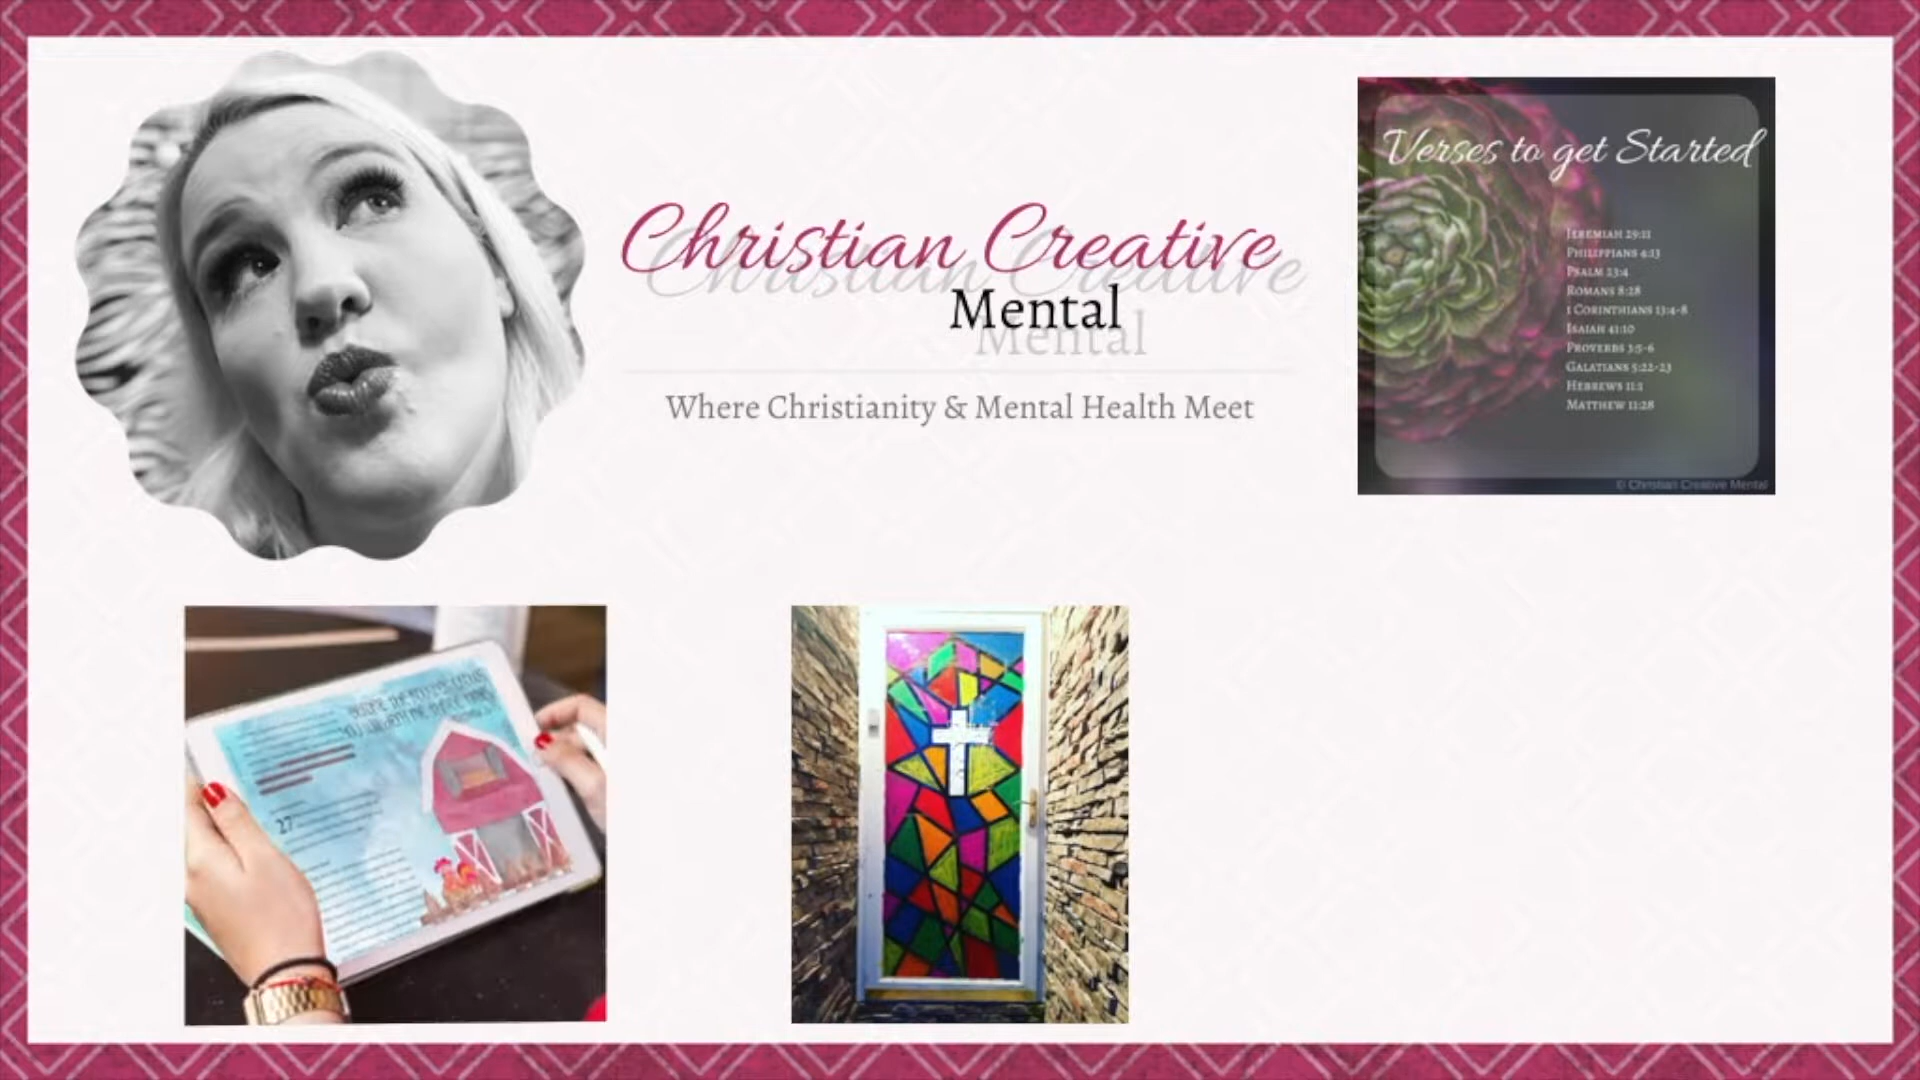 Christian Creative
Mental
Where Christianity & Mental Health Meet
Verses to get Started
Jeremiah 29:11
Philippians 4:13
Psalm 23:4
Romans 8:28
1 Corinthians 13:4-8
Isaiah 41:10
Proverbs 3:5-6
Galatians 5:22-23
Hebrews 11:1
Matthew 11:28
© Christian Creative Mental
27